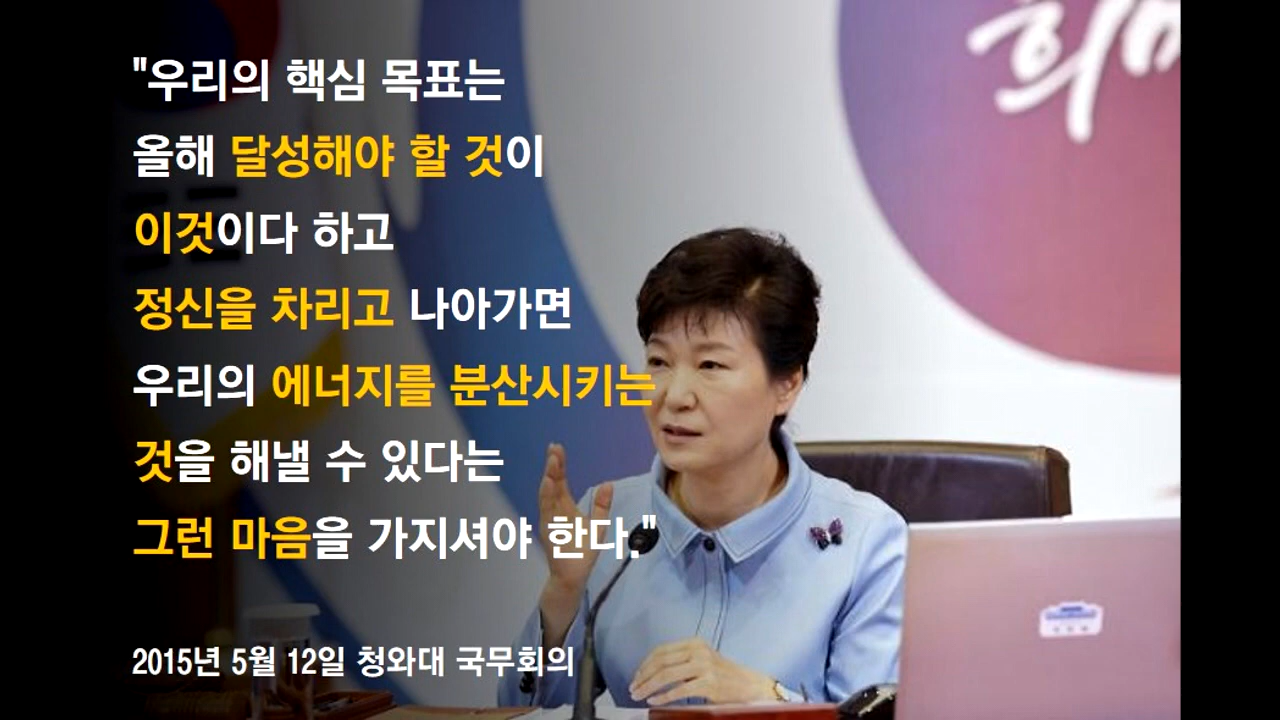 "우리의 핵심 목표는
올해 달성해야 할 것이
이것이다 하고
정신을 차리고 나아가면
우리의 에너지를 분산시키는
것을 해낼 수 있다는
그런 마음을 가지셔야 한다."
2015년 5월 12일 청와대 국무회의